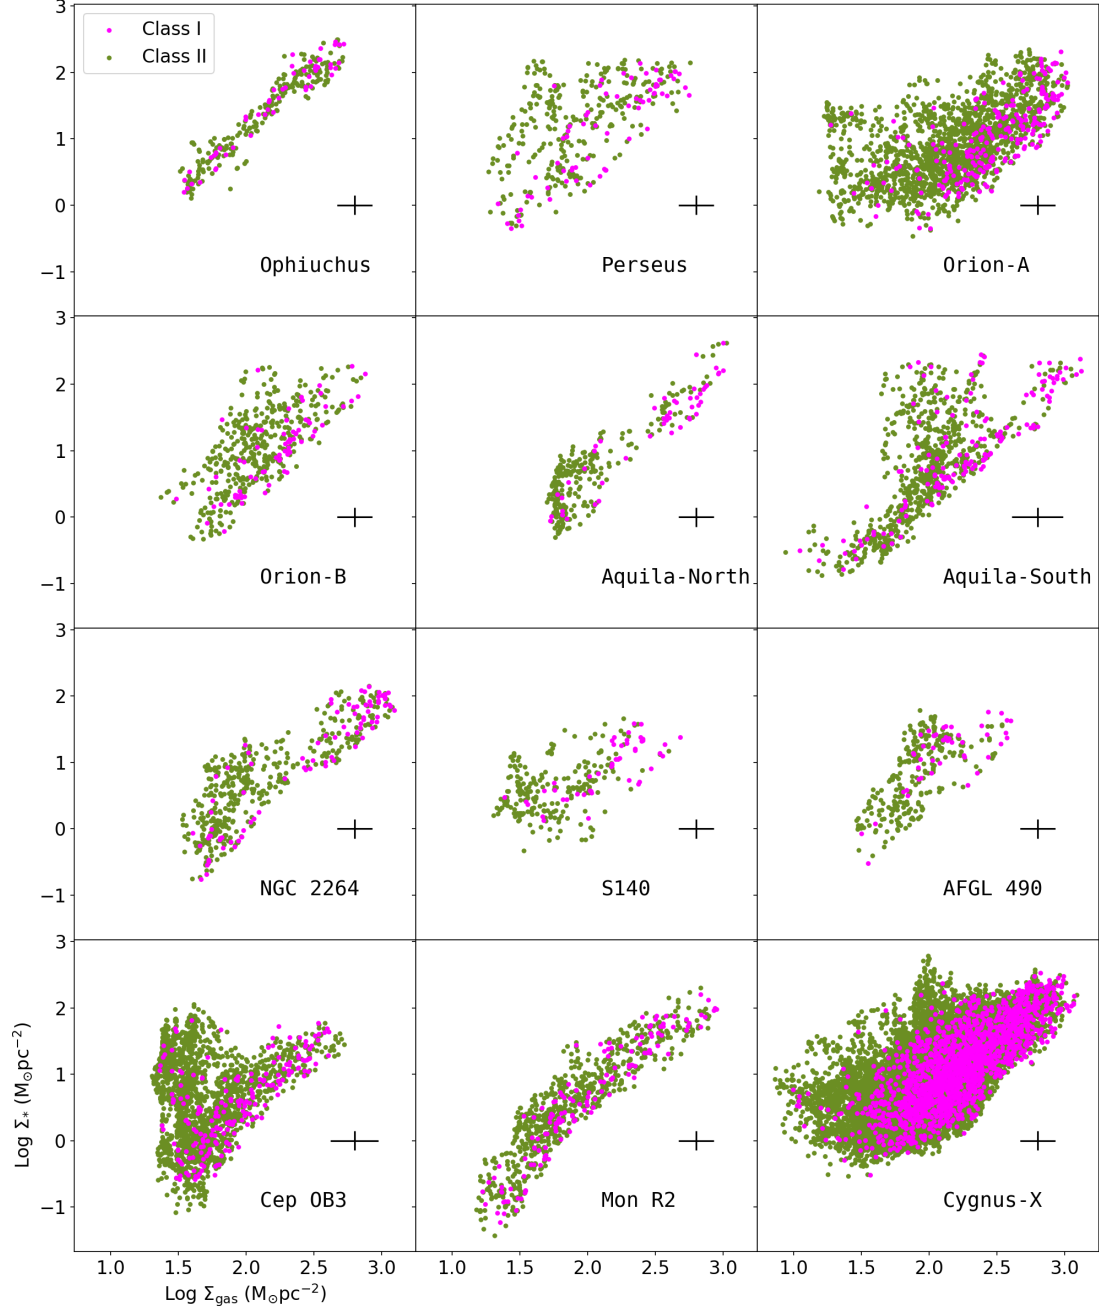 3
2
1
0
−1
Class I
Class II
Ophiuchus
Perseus
Orion-A
3
2
1
0
−1
Orion-B
Aquila-North
Aquila-South
3
2
1
0
−1
NGC 2264
S140
AFGL 490
3
2
1
0
−1
Log Σ* (M⊙pc−2)
Cep OB3
Mon R2
Cygnus-X
1.0 1.5 2.0 2.5 3.0 1.0 1.5 2.0 2.5 3.0 1.0 1.5 2.0 2.5 3.0
Log Σgas (M⊙pc−2)